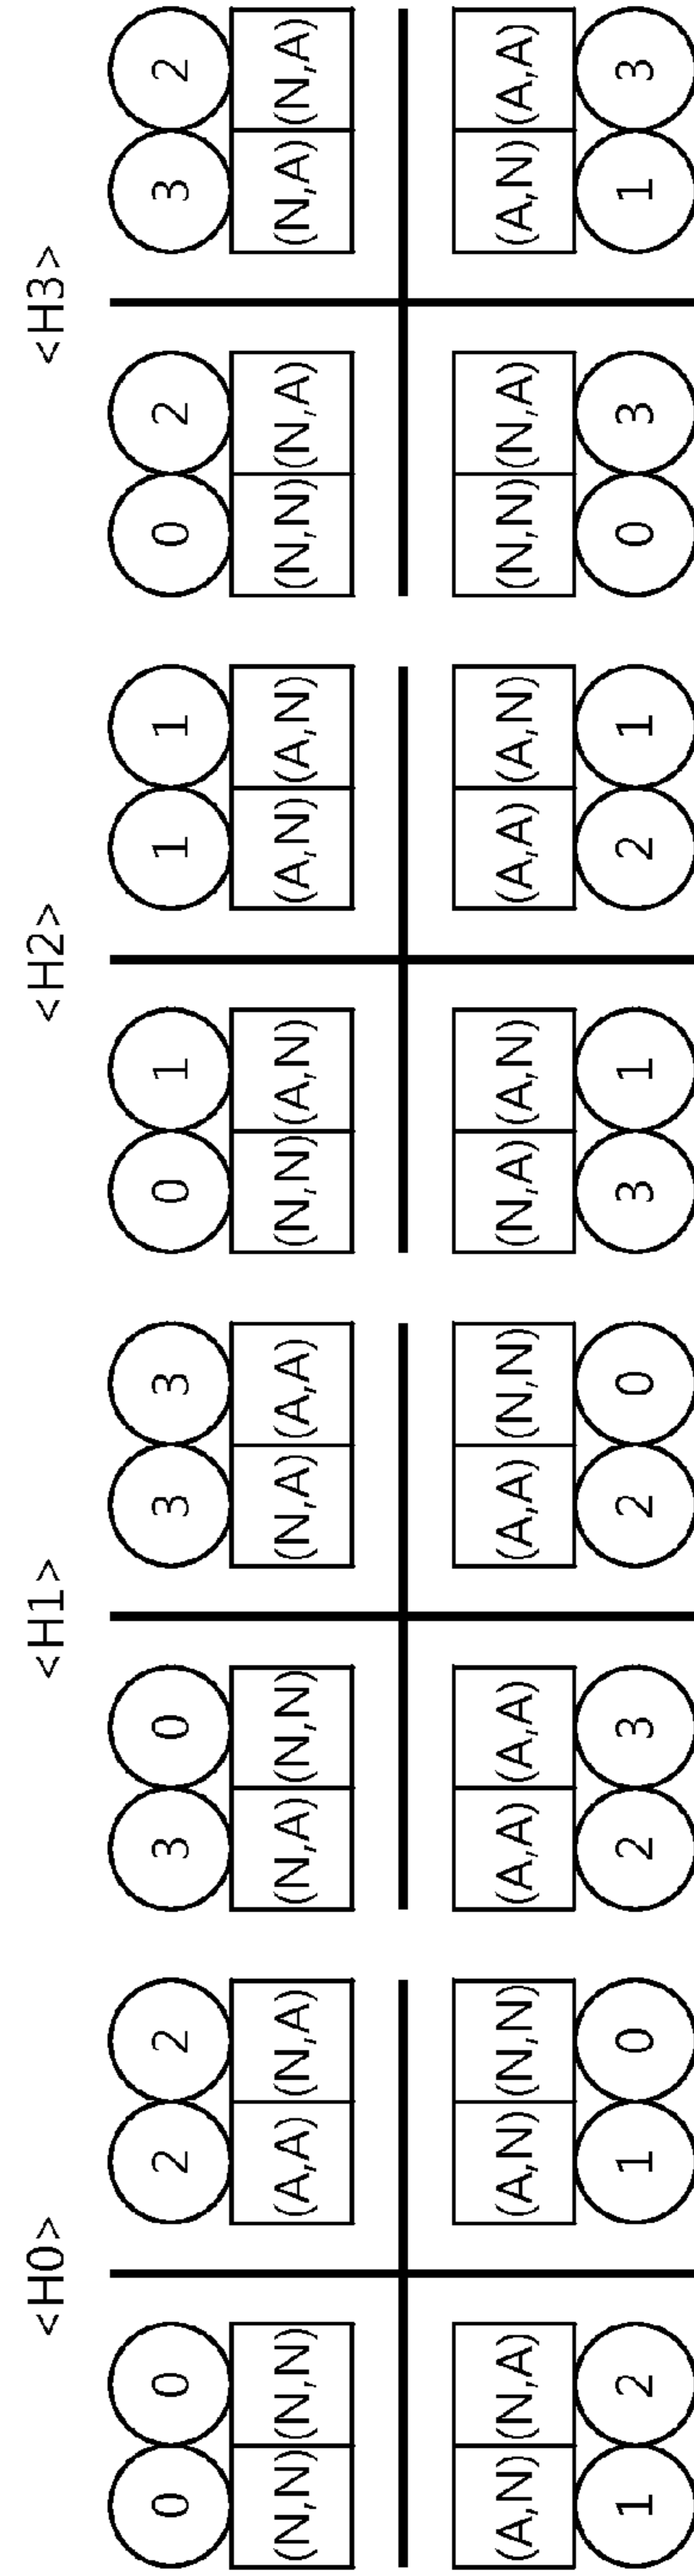 <H0> <H1> <H2> <H3>
0 0 2 2 3 0 3 3 0 1 1 1 0 2 3 2
(N,N) (N,N) (A,A) (N,A) (N,A) (N,N) (N,A) (A,A) (N,N) (A,N) (A,N) (A,N) (N,N) (N,A) (N,A) (N,A)
(A,N) (N,A) (A,N) (N,N) (A,A) (A,A) (A,A) (N,N) (N,A) (A,N) (A,A) (A,N) (N,N) (N,A) (A,N) (A,A)
1 2 1 0 2 3 2 0 3 1 2 1 0 3 1 3